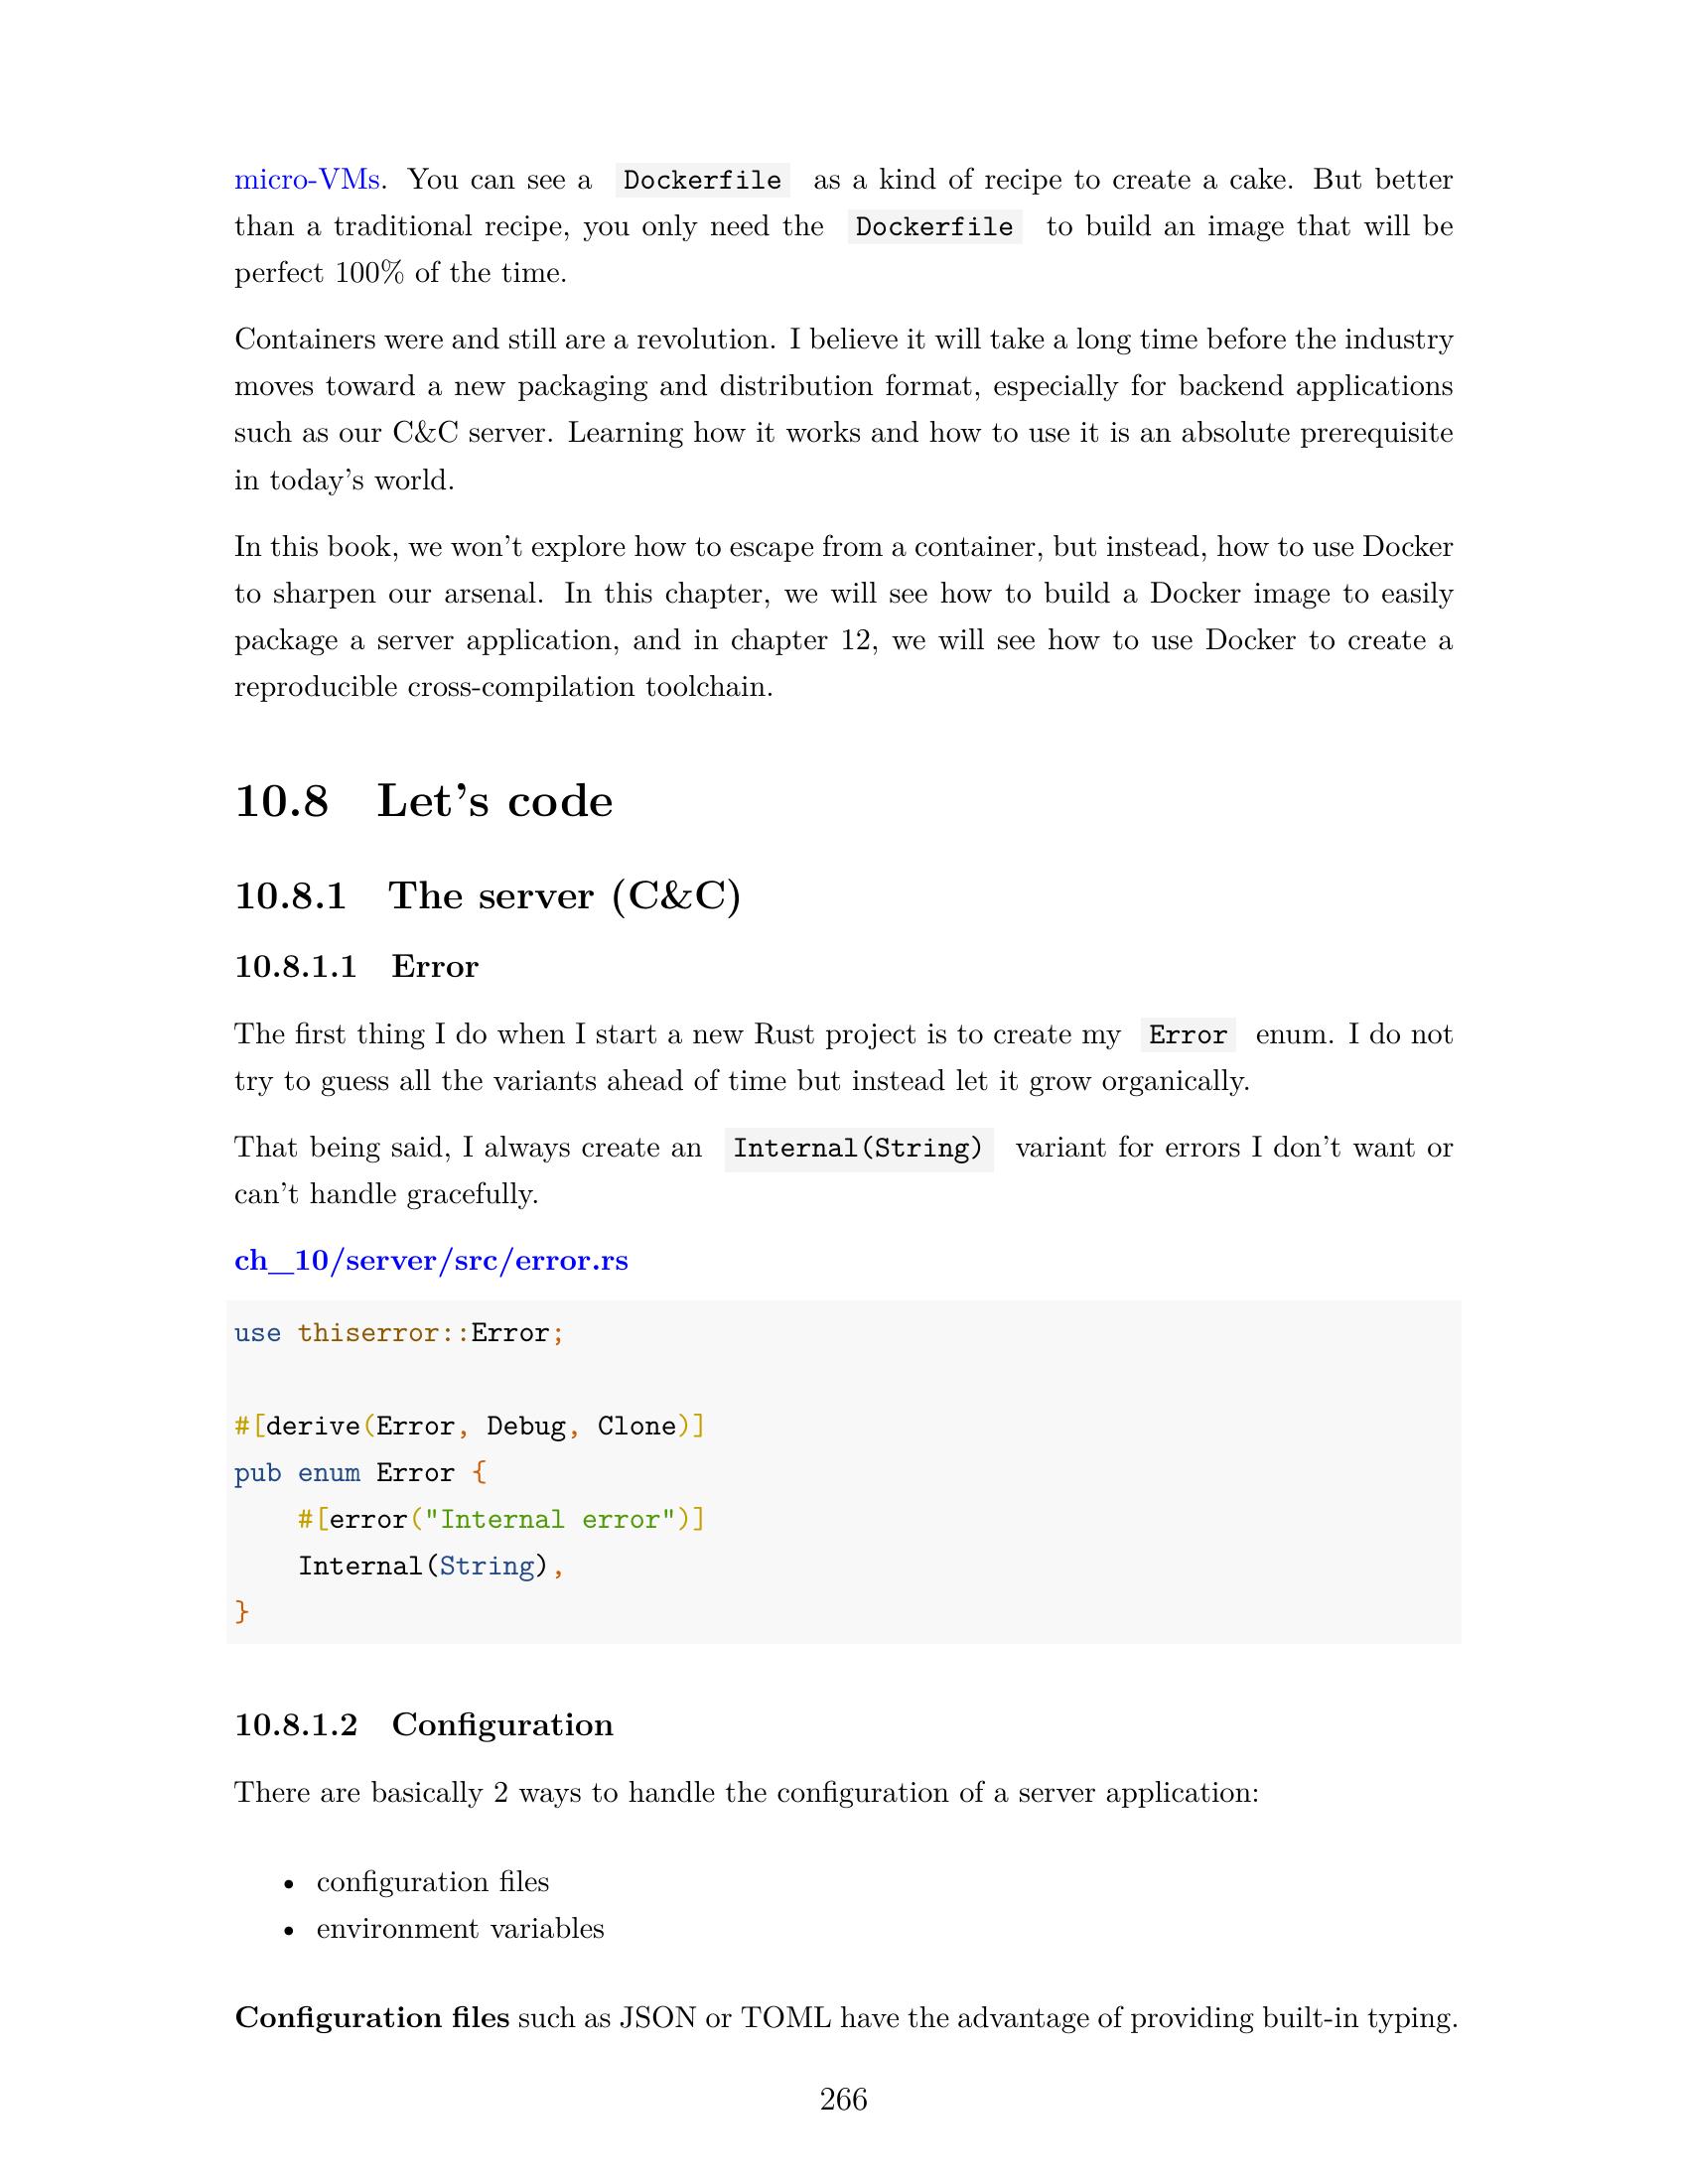 micro-VMs. You can see a Dockerfile as a kind of recipe to create a cake. But better
than a traditional recipe, you only need the Dockerfile to build an image that will be
perfect 100% of the time.
Containers were and still are a revolution. I believe it will take a long time before the industry
moves toward a new packaging and distribution format, especially for backend applications
such as our C&C server. Learning how it works and how to use it is an absolute prerequisite
in today's world.
In this book, we won't explore how to escape from a container, but instead, how to use Docker
to sharpen our arsenal. In this chapter, we will see how to build a Docker image to easily
package a server application, and in chapter 12, we will see how to use Docker to create a
reproducible cross-compilation toolchain.
10.8 Let's code
10.8.1 The server (C&C)
10.8.1.1 Error
The first thing I do when I start a new Rust project is to create my Error enum. I do not
try to guess all the variants ahead of time but instead let it grow organically.
That being said, I always create an Internal(String) variant for errors I don't want or
can't handle gracefully.
ch_10/server/src/error.rs
use thiserror::Error;
#[derive(Error, Debug, Clone)]
pub enum Error {
    #[error("Internal error")]
    Internal(String),
}
10.8.1.2 Configuration
There are basically 2 ways to handle the configuration of a server application:
• configuration files
• environment variables
Configuration files such as JSON or TOML have the advantage of providing built-in typing.
266